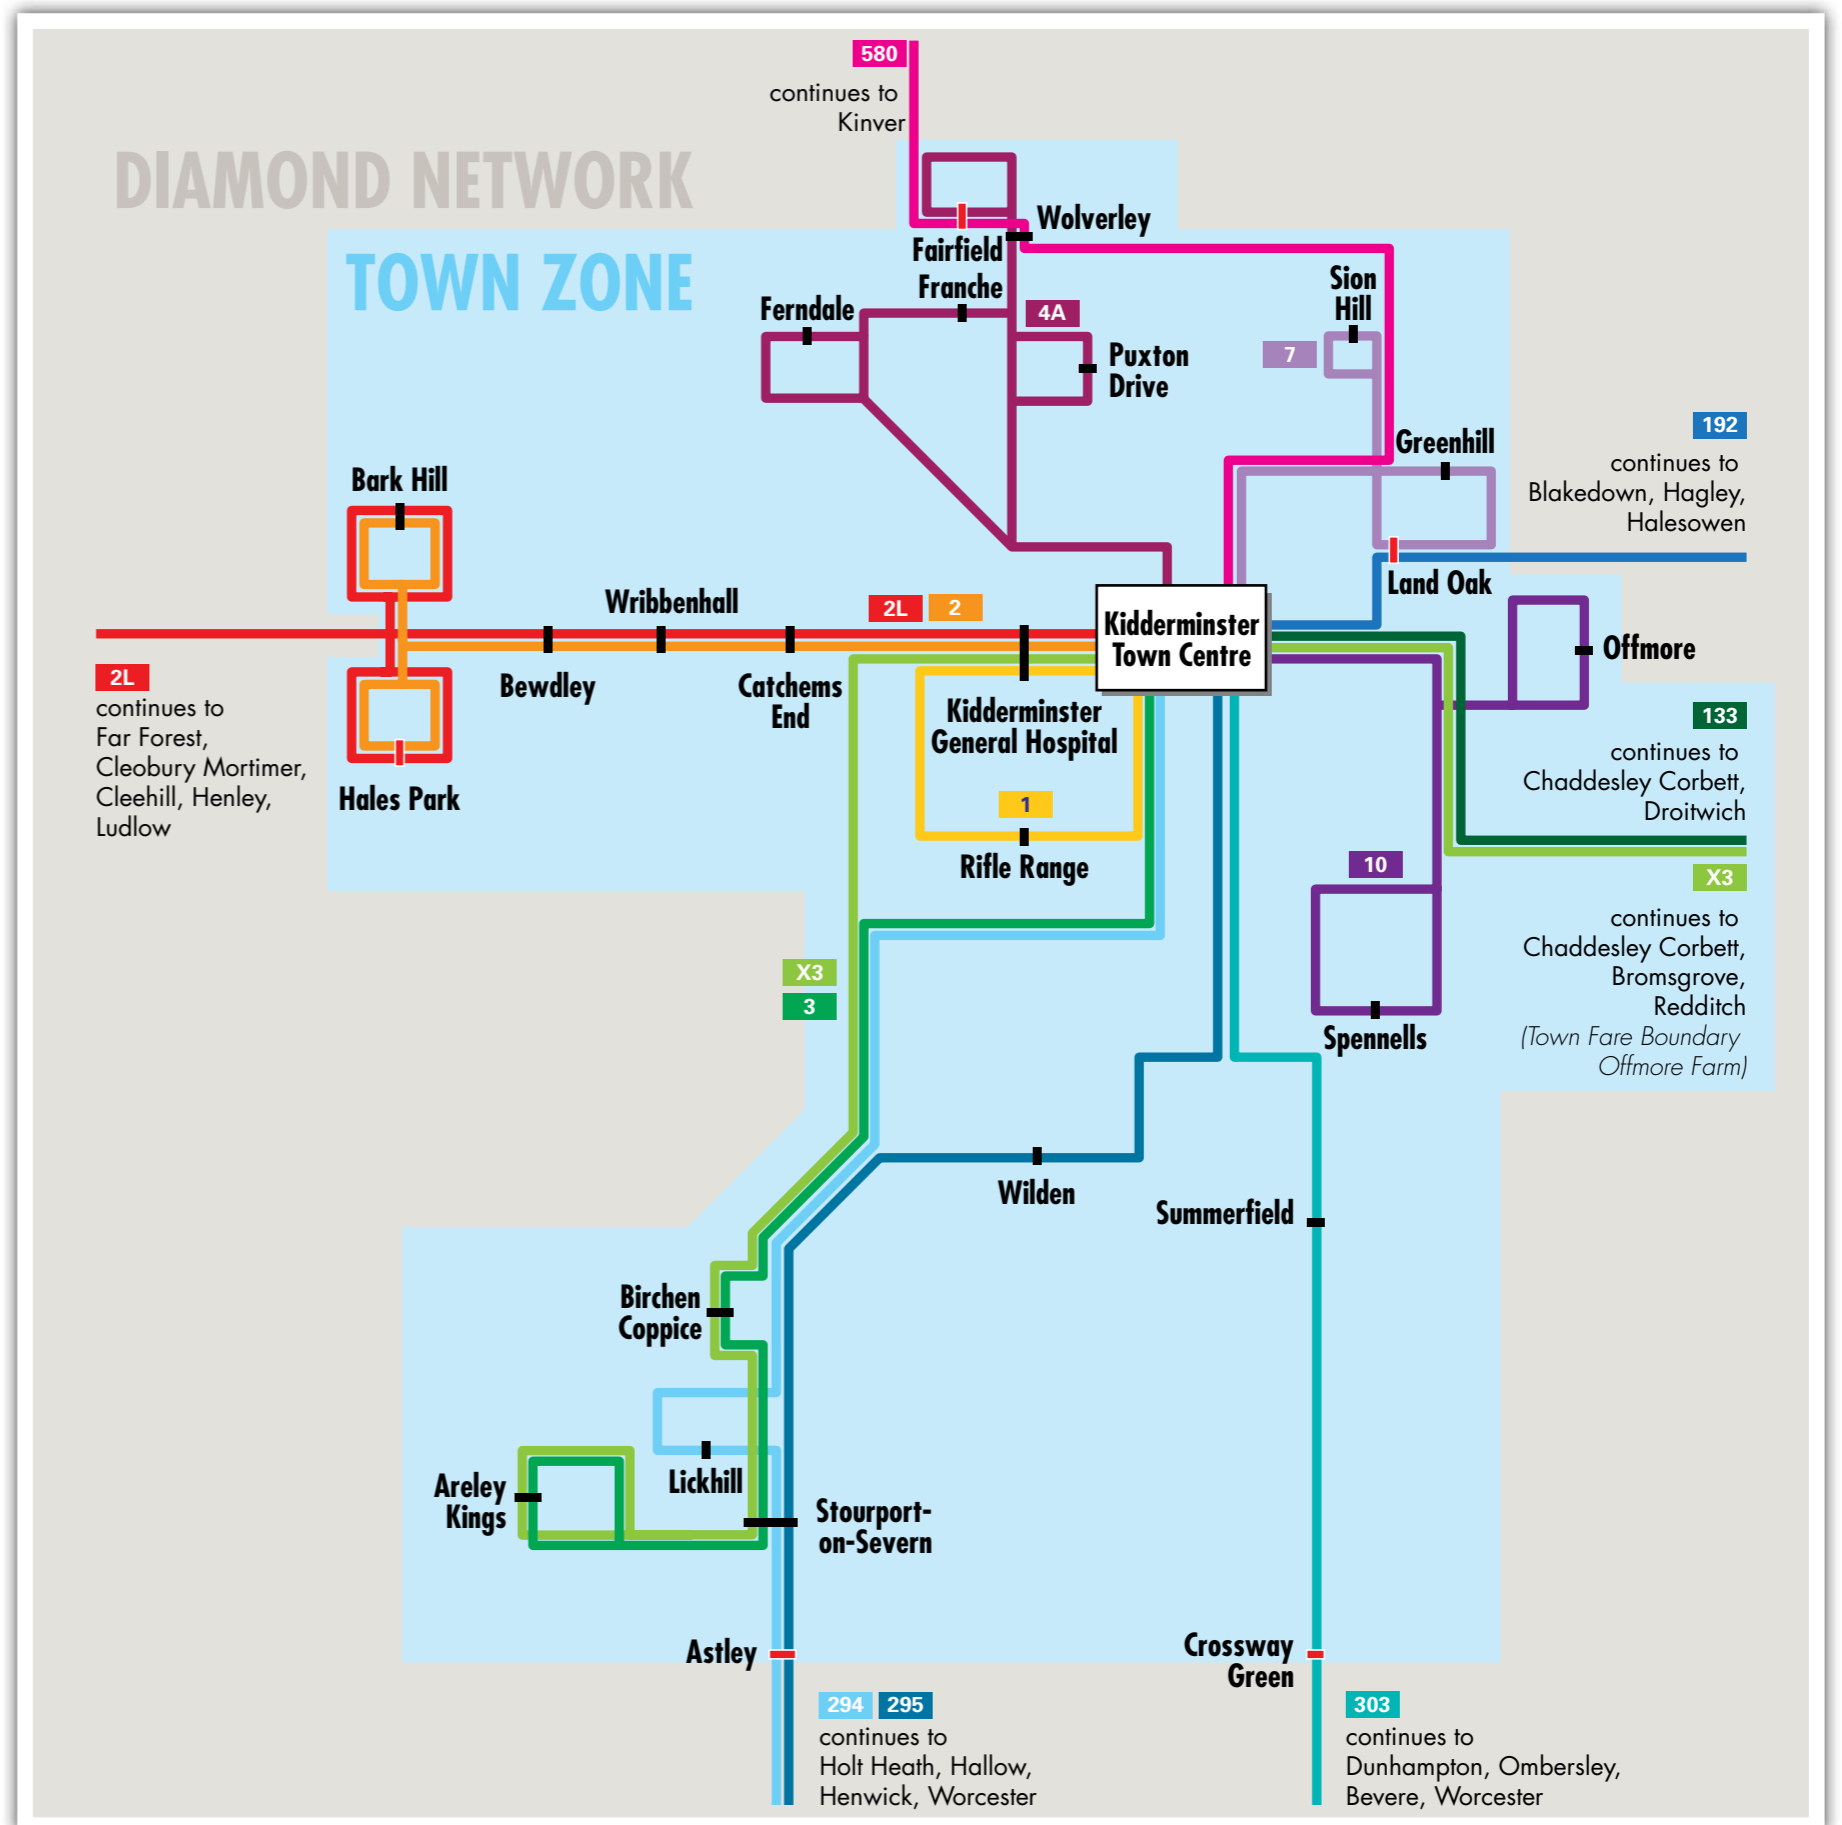 580
continues to
Kinver
DIAMOND NETWORK
TOWN ZONE
Wolverley
Fairfield
Franche
Ferndale
4A
Puxton
Drive
Sion
Hill
7
Greenhill
192
continues to
Blakedown, Hagley,
Halesowen
Land Oak
Bark Hill
Wribbenhall
2L 2
Kidderminster
Town Centre
Offmore
2L
continues to
Far Forest,
Cleobury Mortimer,
Cleehill, Henley,
Ludlow
Bewdley
Catchems
End
Kidderminster
General Hospital
Hales Park
1
Rifle Range
133
continues to
Chaddesley Corbett,
Droitwich
10
X3
continues to
Chaddesley Corbett,
Bromsgrove,
Redditch
(Town Fare Boundary
Offmore Farm)
X3
3
Spennells
Wilden
Summerfield
Birchen
Coppice
Lickhill
Areley
Kings
Stourport-
on-Severn
Astley
Crossway
Green
294 295
continues to
Holt Heath, Hallow,
Henwick, Worcester
303
continues to
Dunhampton, Ombersley,
Bevere, Worcester